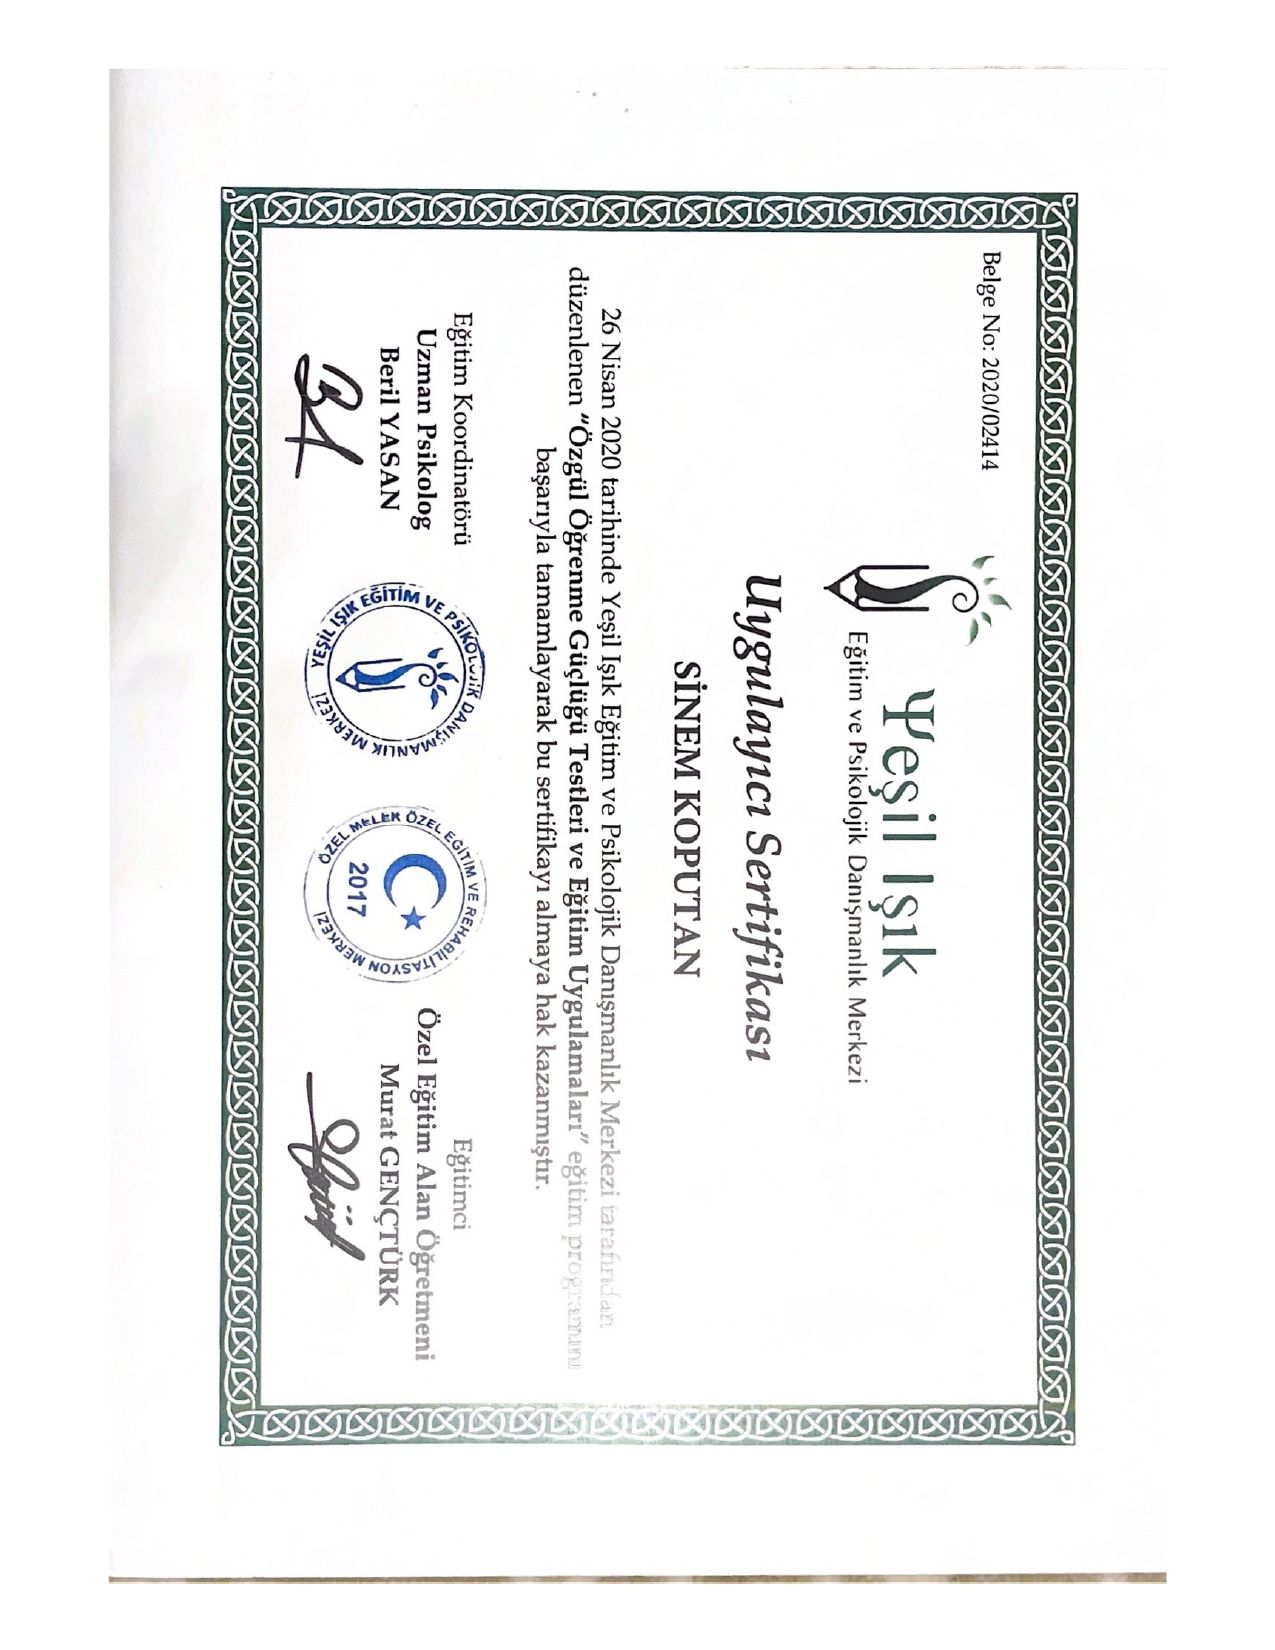 Belge No: 2020/02414
Yeşil Işık
Eğitim ve Psikolojik Danışmanlık Merkezi
Uygulayıcı Sertifikası
SİNEM KOPUTAN
26 Nisan 2020 tarihinde Yeşil Işık Eğitim ve Psikolojik Danışmanlık Merkezi tarafından
düzenlenen "Özgül Öğrenme Güçlüğü Testleri ve Eğitim Uygulamaları" eğitim programını
başarıyla tamamlayarak bu sertifikayı almaya hak kazanmıştır.
Eğitim Koordinatörü
Uzman Psikolog
Beril YASAN
YEŞİL IŞIK EĞİTİM VE PSİKOLOJİK DANIŞMANLIK MERKEZİ
ÖZEL MELEK ÖZEL EĞİTİM VE REHABİLİTASYON MERKEZİ
2017
Eğitimci
Özel Eğitim Alan Öğretmeni
Murat GENÇTÜRK